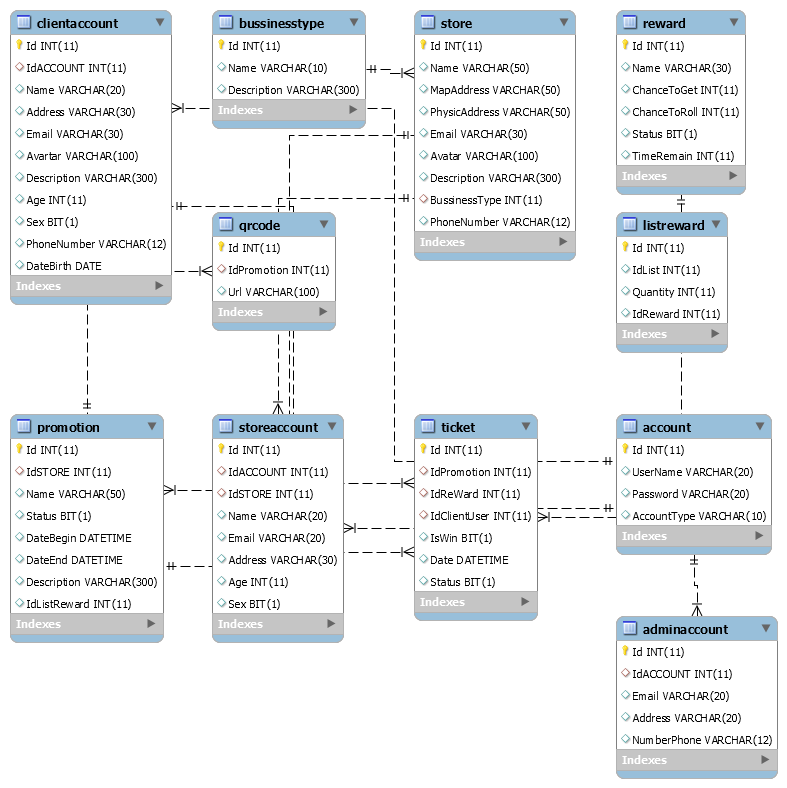 clientaccount
Id INT(11)
IdACCOUNT INT(11)
Name VARCHAR(20)
Address VARCHAR(30)
Email VARCHAR(30)
Avartar VARCHAR(100)
Description VARCHAR(300)
Age INT(11)
Sex BIT(1)
PhoneNumber VARCHAR(12)
DateBirth DATE
Indexes
bussinesstype
Id INT(11)
Name VARCHAR(10)
Description VARCHAR(300)
Indexes
store
Id INT(11)
Name VARCHAR(50)
MapAddress VARCHAR(50)
PhysicAddress VARCHAR(50)
Email VARCHAR(30)
Avatar VARCHAR(100)
Description VARCHAR(300)
BussinessType INT(11)
PhoneNumber VARCHAR(12)
Indexes
reward
Id INT(11)
Name VARCHAR(30)
ChanceToGet INT(11)
ChanceToRoll INT(11)
Status BIT(1)
TimeRemain INT(11)
Indexes
qrcode
Id INT(11)
IdPromotion INT(11)
Url VARCHAR(100)
Indexes
listreward
Id INT(11)
IdList INT(11)
Quantity INT(11)
IdReward INT(11)
Indexes
promotion
Id INT(11)
IdSTORE INT(11)
Name VARCHAR(50)
Status BIT(1)
DateBegin DATETIME
DateEnd DATETIME
Description VARCHAR(300)
IdListReward INT(11)
Indexes
storeaccount
Id INT(11)
IdACCOUNT INT(11)
IdSTORE INT(11)
Name VARCHAR(20)
Email VARCHAR(20)
Address VARCHAR(30)
Age INT(11)
Sex BIT(1)
Indexes
ticket
Id INT(11)
IdPromotion INT(11)
IdReWard INT(11)
IdClientUser INT(11)
IsWin BIT(1)
Date DATETIME
Status BIT(1)
Indexes
account
Id INT(11)
UserName VARCHAR(20)
Password VARCHAR(20)
AccountType VARCHAR(10)
Indexes
adminaccount
Id INT(11)
IdACCOUNT INT(11)
Email VARCHAR(20)
Address VARCHAR(20)
NumberPhone VARCHAR(12)
Indexes